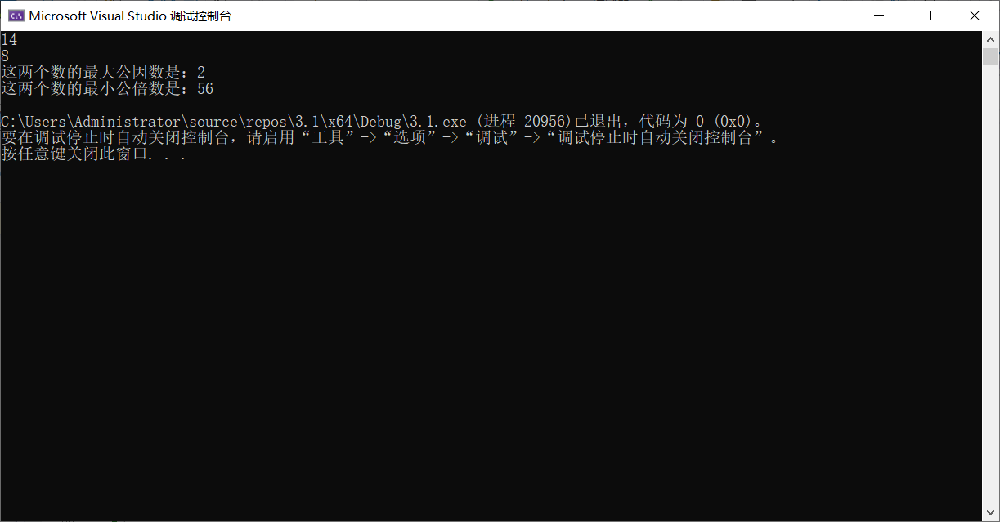 Microsoft Visual Studio 调试控制台
14
8
这两个数的最大公因数是：2
这两个数的最小公倍数是：56
C:\Users\Administrator\source\repos\3.1\x64\Debug\3.1.exe (进程 20956)已退出，代码为 0 (0x0)。
要在调试停止时自动关闭控制台，请启用“工具”->“选项”->“调试”->“调试停止时自动关闭控制台”。
按任意键关闭此窗口. . .